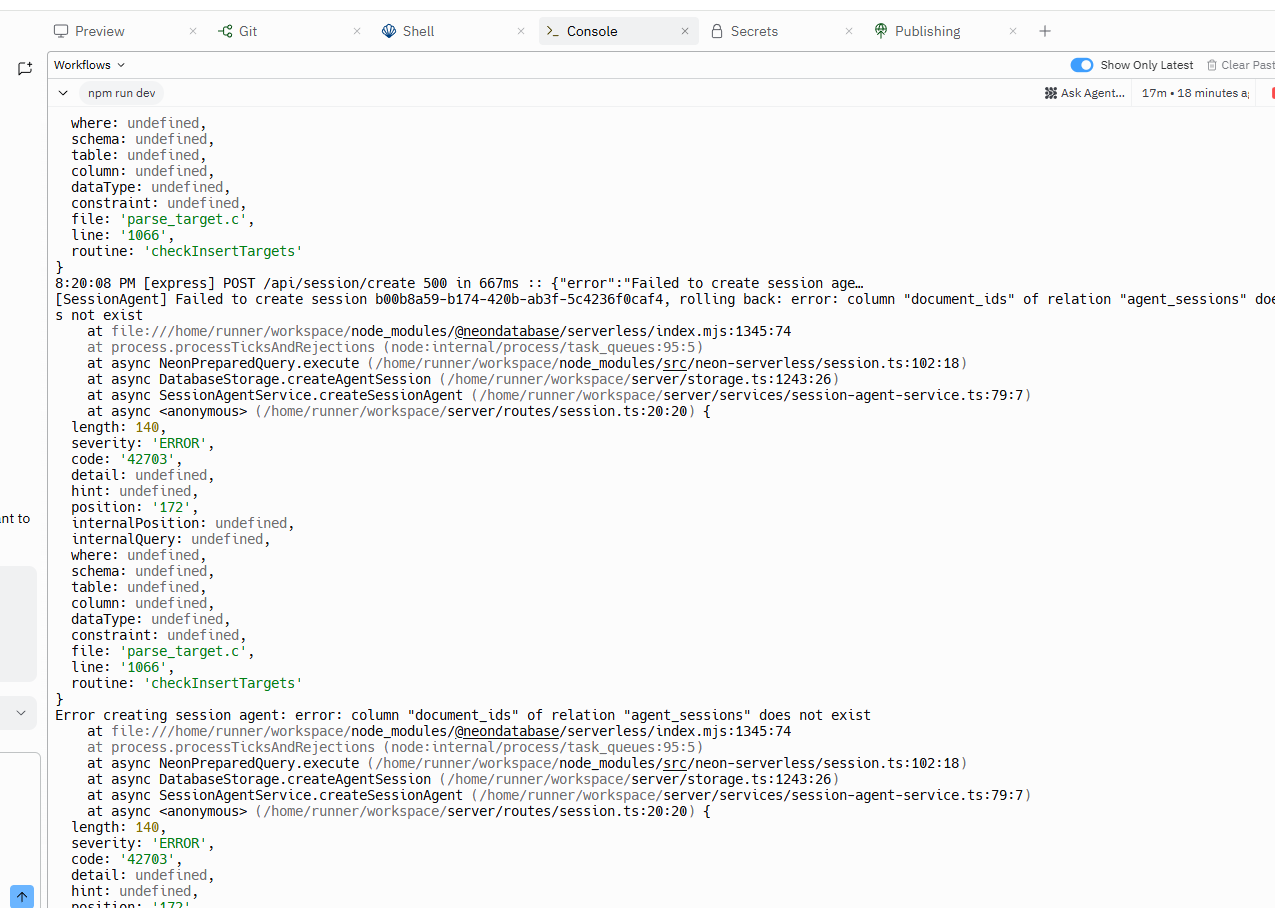 Preview
Git
Shell
Console
Secrets
Publishing
Workflows
Show Only Latest
Clear Past
npm run dev
Ask Agent...
17m • 18 minutes
where: undefined,
schema: undefined,
table: undefined,
column: undefined,
dataType: undefined,
constraint: undefined,
file: 'parse_target.c',
line: '1066',
routine: 'checkInsertTargets'
}
8:20:08 PM [express] POST /api/session/create 500 in 667ms :: {"error":"Failed to create session age…
[SessionAgent] Failed to create session b00b8a59-b174-420b-ab3f-5c4236f0caf4, rolling back: error: column "document_ids" of relation "agent_sessions" doe
s not exist
at file:///home/runner/workspace/node_modules/@neondatabase/serverless/index.mjs:1345:74
at process.processTicksAndRejections (node:internal/process/task_queues:95:5)
at async NeonPreparedQuery.execute (/home/runner/workspace/node_modules/src/neon-serverless/session.ts:102:18)
at async DatabaseStorage.createAgentSession (/home/runner/workspace/server/storage.ts:1243:26)
at async SessionAgentService.createSessionAgent (/home/runner/workspace/server/services/session-agent-service.ts:79:7)
at async <anonymous> (/home/runner/workspace/server/routes/session.ts:20:20) {
length: 140,
severity: 'ERROR',
code: '42703',
detail: undefined,
hint: undefined,
position: '172',
internalPosition: undefined,
internalQuery: undefined,
where: undefined,
schema: undefined,
table: undefined,
column: undefined,
dataType: undefined,
constraint: undefined,
file: 'parse_target.c',
line: '1066',
routine: 'checkInsertTargets'
}
Error creating session agent: error: column "document_ids" of relation "agent_sessions" does not exist
at file:///home/runner/workspace/node_modules/@neondatabase/serverless/index.mjs:1345:74
at process.processTicksAndRejections (node:internal/process/task_queues:95:5)
at async NeonPreparedQuery.execute (/home/runner/workspace/node_modules/src/neon-serverless/session.ts:102:18)
at async DatabaseStorage.createAgentSession (/home/runner/workspace/server/storage.ts:1243:26)
at async SessionAgentService.createSessionAgent (/home/runner/workspace/server/services/session-agent-service.ts:79:7)
at async <anonymous> (/home/runner/workspace/server/routes/session.ts:20:20) {
length: 140,
severity: 'ERROR',
code: '42703',
detail: undefined,
hint: undefined,
position: '172',
nt to